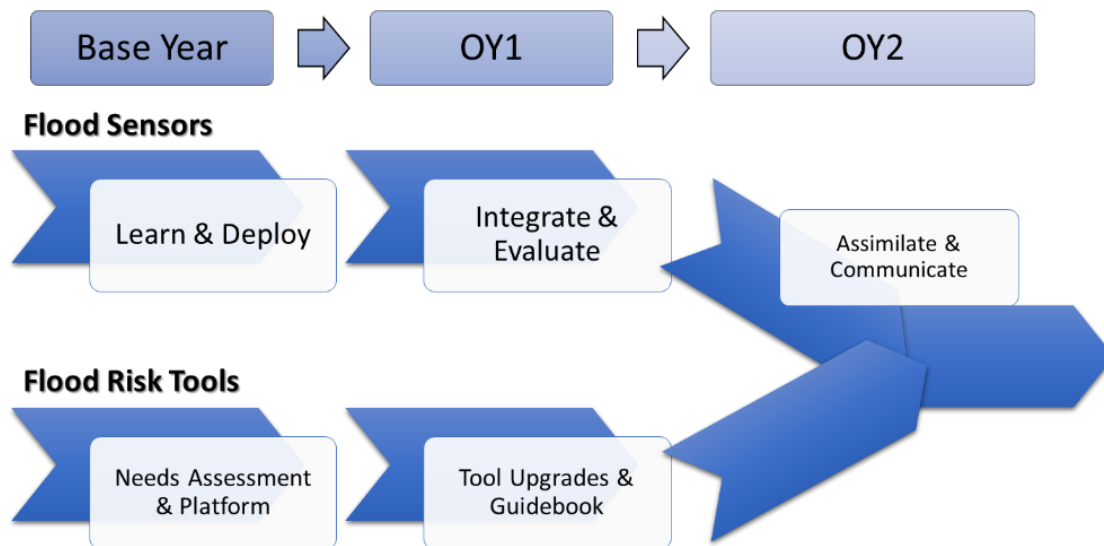 Base Year
OY1
OY2
Flood Sensors
Learn & Deploy
Integrate &
Evaluate
Assimilate &
Communicate
Flood Risk Tools
Needs Assessment
& Platform
Tool Upgrades &
Guidebook